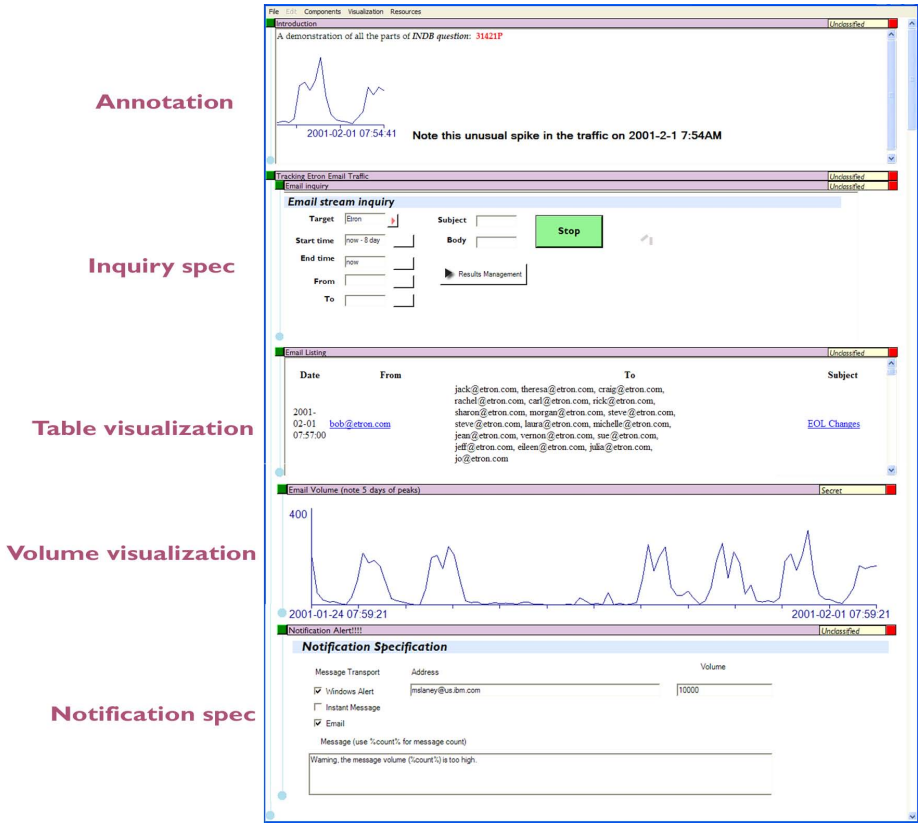 File Edit Components Visualization Resources
Introduction Unclassified
A demonstration of all the parts of INDB question: 31421P
Annotation
2001-02-01 07:54:41
Note this unusual spike in the traffic on 2001-2-1 7:54AM
Tracking Etron Email Traffic Unclassified
Email inquiry Unclassified
Email stream inquiry
Target Etron Subject
Stop
Start time now - 8 day Body
Inquiry spec
End time now
Results Management
From
To
Email Listing Unclassified
Date From To Subject
jack@etron.com, theresa@etron.com, craig@etron.com,
rachel@etron.com, carl@etron.com, rick@etron.com,
2001- sharon@etron.com, morgan@etron.com, steve@etron.com,
Table visualization
02-01 bob@etron.com steve@etron.com, laura@etron.com, michelle@etron.com, EOL Changes
07:57:00 jean@etron.com, vernon@etron.com, sue@etron.com,
jeff@etron.com, eileen@etron.com, julia@etron.com,
jo@etron.com
Email Volume (note 5 days of peaks) Secret
400
Volume visualization
2001-01-24 07:59:21 2001-02-01 07:59:21
Notification Alert!!!! Unclassified
Notification Specification
Message Transport Address Volume
Windows Alert mslaney@us.ibm.com 10000
Instant Message
Notification spec
Email
Message (use %count% for message count)
Warning, the message volume (%count%) is too high.